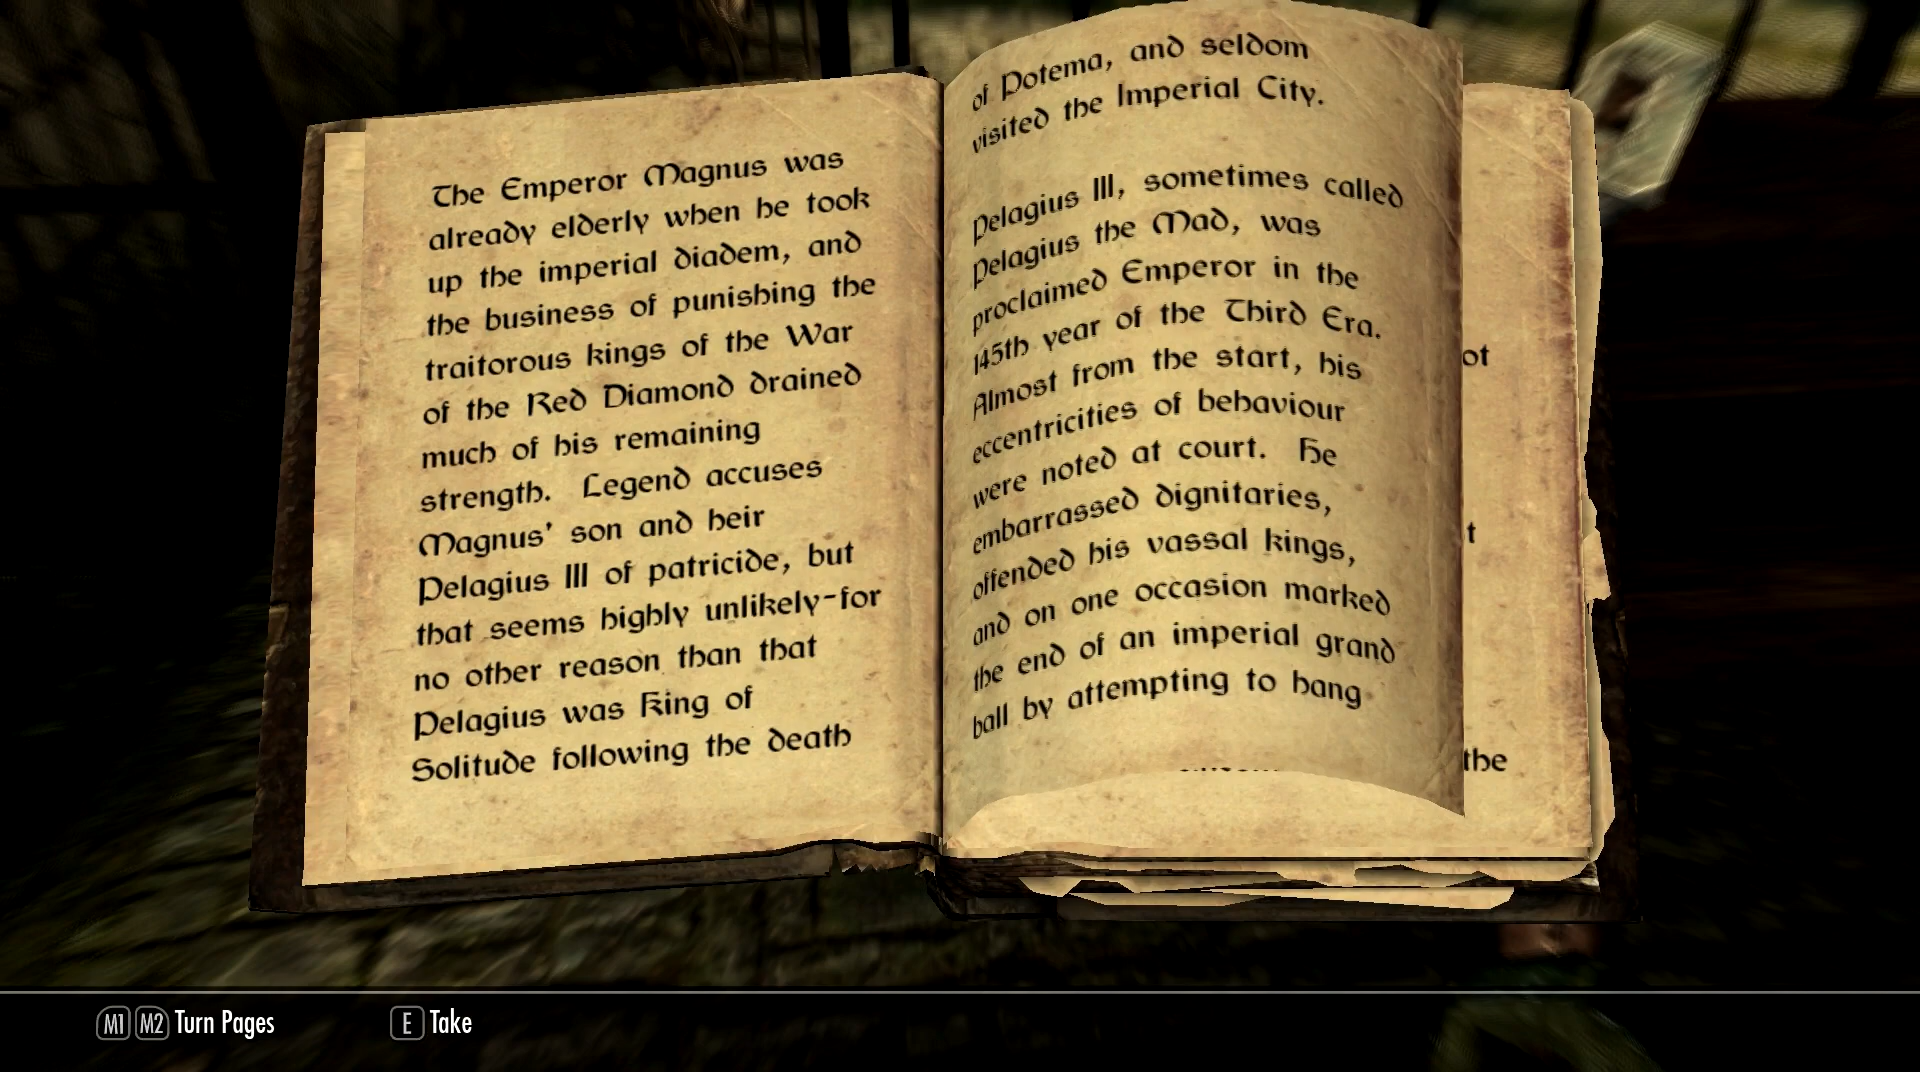 The Emperor Magnus was
already elderly when he took
up the imperial diadem, and
the business of punishing the
traitorous kings of the War
of the Red Diamond drained
much of his remaining
strength.  Legend accuses
Magnus' son and heir
Pelagius III of patricide, but
that seems highly unlikely-for
no other reason than that
Pelagius was King of
Solitude following the death
of Potema, and seldom
visited the Imperial City.
Pelagius III, sometimes called
Pelagius the Mad, was
proclaimed Emperor in the
145th year of the Third Era.
Almost from the start, his
eccentricities of behaviour
were noted at court.  He
embarrassed dignitaries,
offended his vassal kings,
and on one occasion marked
the end of an imperial grand
ball by attempting to hang
ot
t
the
M1 M2 Turn Pages
E Take